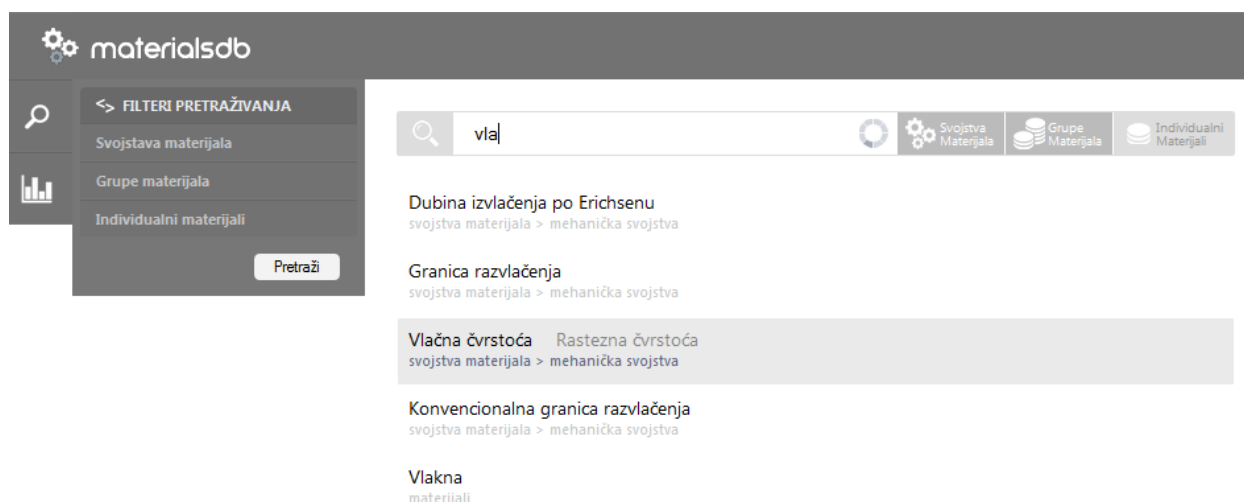 materialsdb
<> FILTERI PRETRAŽIVANJA
Svojstava materijala
Grupe materijala
Individualni materijali
Pretraži
vla
Svojstva
Materijala
Grupe
Materijala
Individualni
Materijali
Dubina izvlačenja po Erichsenu
svojstva materijala > mehanička svojstva
Granica razvlačenja
svojstva materijala > mehanička svojstva
Vlačna čvrstoća Rastezna čvrstoća
svojstva materijala > mehanička svojstva
Konvencionalna granica razvlačenja
svojstva materijala > mehanička svojstva
Vlakna
materijali